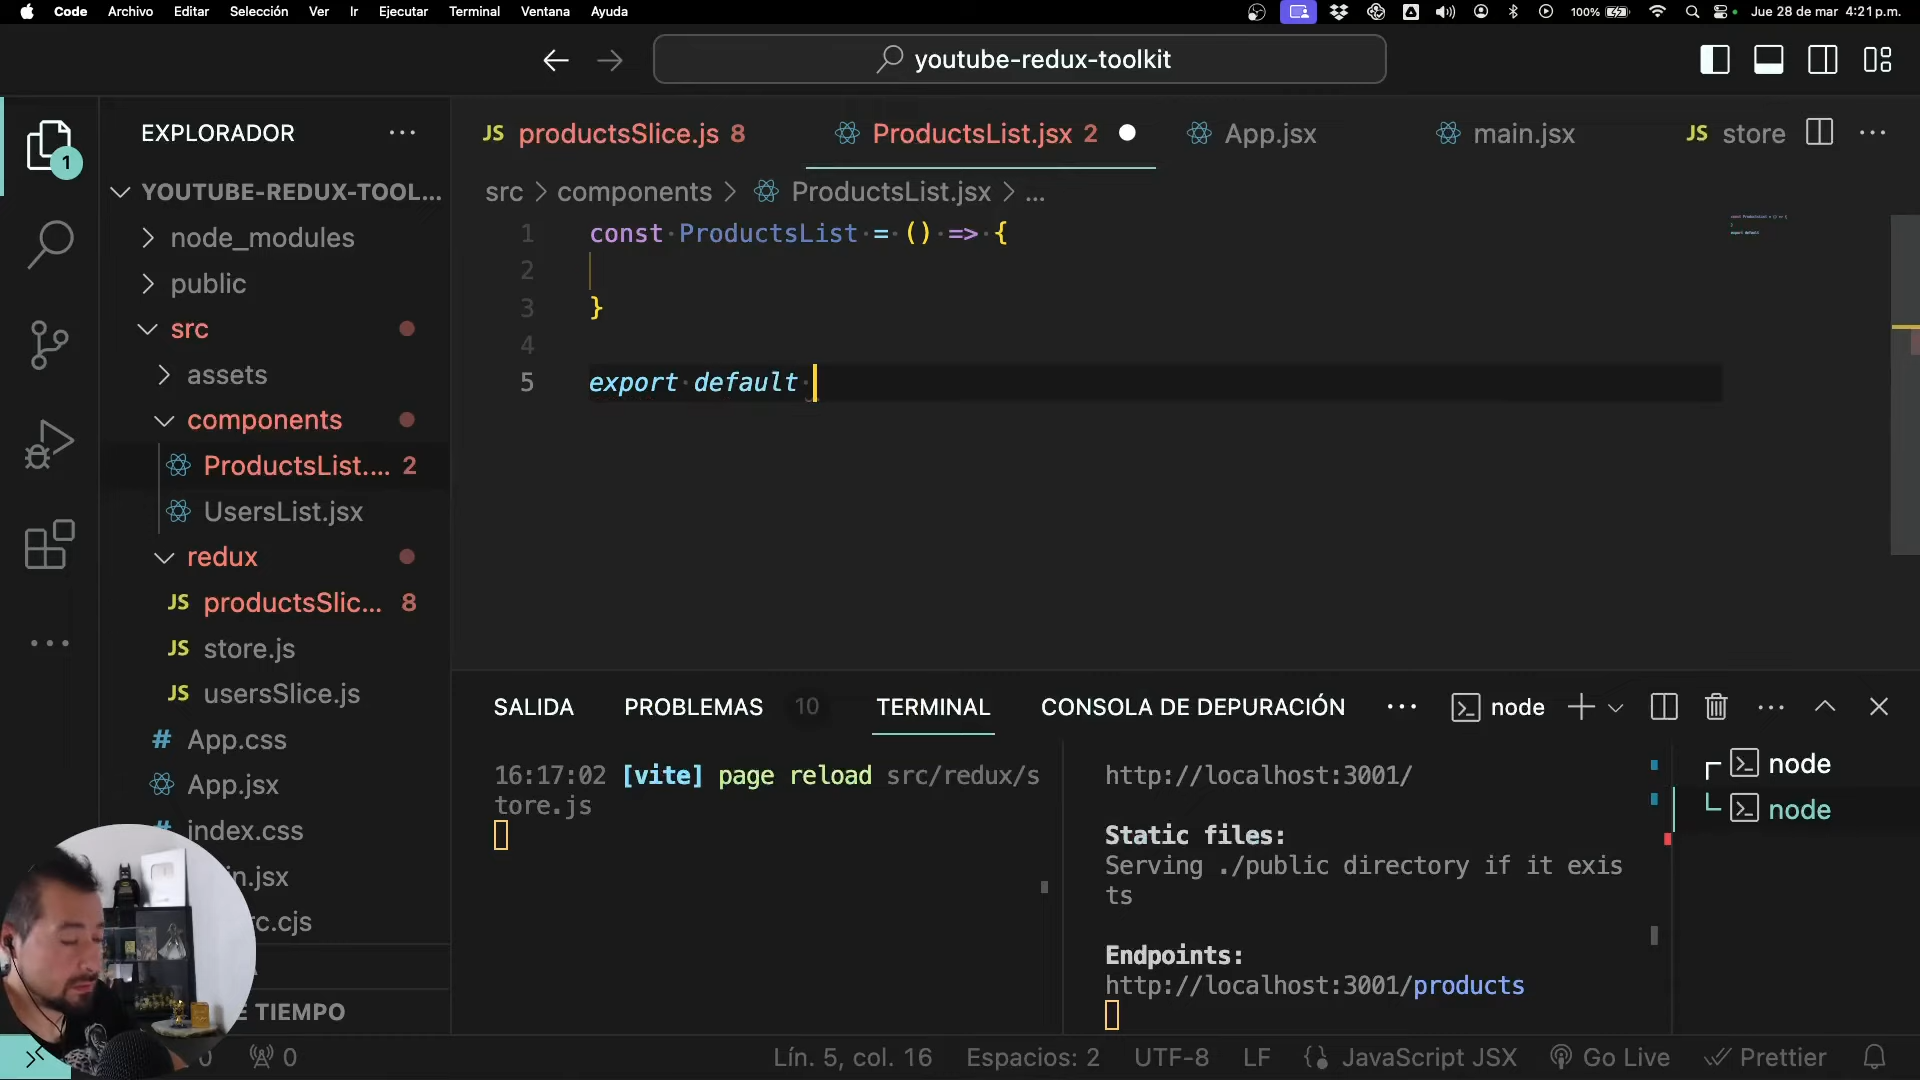 Code Archivo Editar Selección Ver Ir Ejecutar Terminal Ventana Ayuda 100% Jue 28 de mar 4:21 p.m.
youtube-redux-toolkit
EXPLORADOR
1
YOUTUBE-REDUX-TOOL...
node_modules
public
src
assets
components
ProductsList.... 2
UsersList.jsx
redux
JS productsSlic... 8
JS store.js
JS usersSlice.js
# App.css
App.jsx
index.css
n.jsx
rc.cjs
E TIEMPO
JS productsSlice.js 8 ProductsList.jsx 2 App.jsx main.jsx JS store
src > components > ProductsList.jsx > ...
1 const ProductsList = () => {
2
3 }
4
5 export default
SALIDA PROBLEMAS 10 TERMINAL CONSOLA DE DEPURACIÓN node
16:17:02 [vite] page reload src/redux/s
tore.js
http://localhost:3001/
Static files:
Serving ./public directory if it exis
ts
Endpoints:
http://localhost:3001/products
node
node
0 0 Lín. 5, col. 16 Espacios: 2 UTF-8 LF JavaScript JSX Go Live Prettier